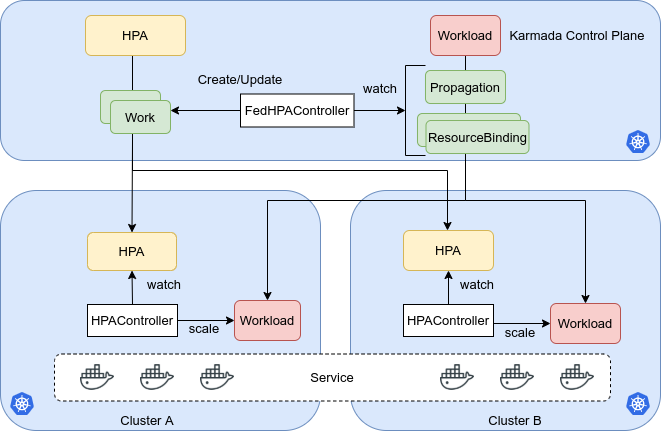 HPA
Workload
Karmada Control Plane
Create/Update
watch
Propagation
Work
FedHPAController
ResourceBinding
HPA
watch
HPAController
scale
Workload
HPA
watch
HPAController
scale
Workload
Service
Cluster A
Cluster B